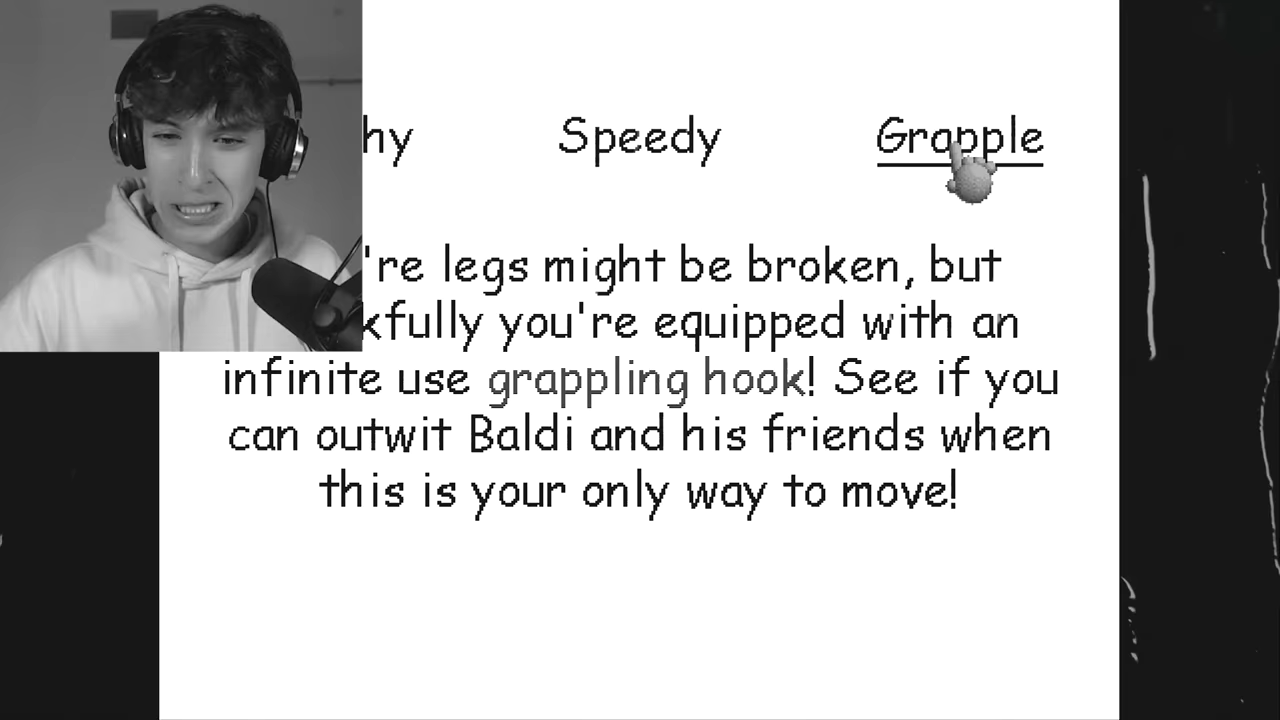 hy Speedy Grapple
're legs might be broken, but
kfully you're equipped with an
infinite use grappling hook! See if you
can outwit Baldi and his friends when
this is your only way to move!